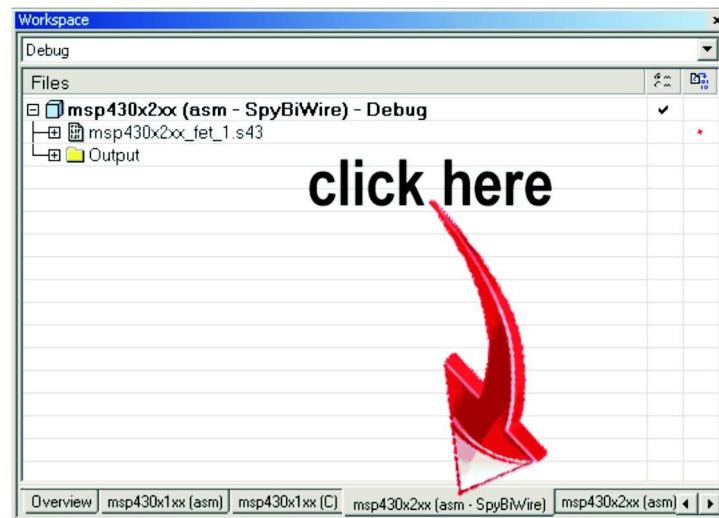 Workspace
Debug
Files
msp430x2xx (asm - SpyBiWire) - Debug
msp430x2xx_fet_1.s43
Output
click here
Overview msp430x1xx (asm) msp430x1xx (C) msp430x2xx (asm - SpyBiWire) msp430x2xx (asm)